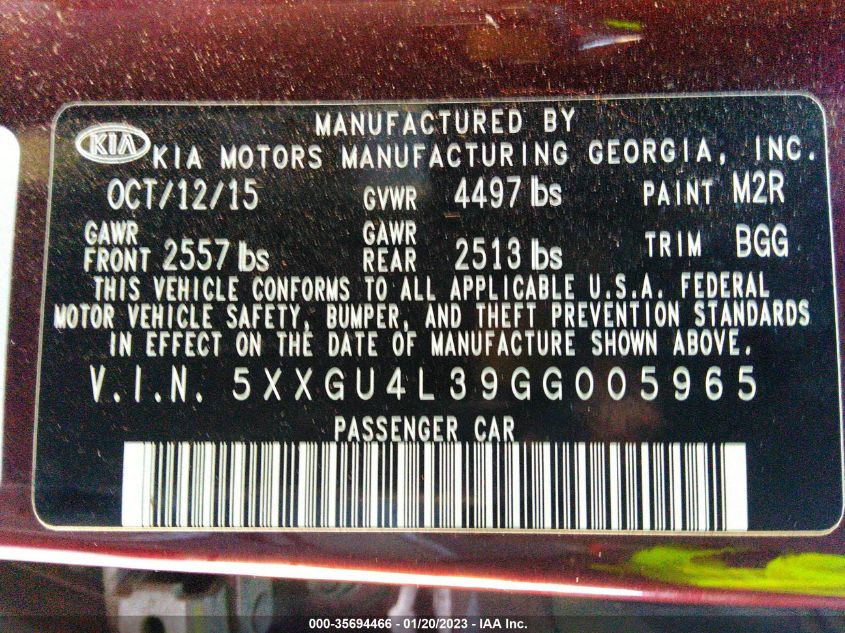 MANUFACTURED BY
KIA KIA MOTORS MANUFACTURING GEORGIA, INC.
OCT/12/15 GVWR 4497 lbs PAINT M2R
GAWR FRONT 2557 lbs GAWR REAR 2513 lbs TRIM BGG
THIS VEHICLE CONFORMS TO ALL APPLICABLE U.S.A. FEDERAL
MOTOR VEHICLE SAFETY, BUMPER, AND THEFT PREVENTION STANDARDS
IN EFFECT ON THE DATE OF MANUFACTURE SHOWN ABOVE.
V.I.N. 5XXGU4L39GG005965
PASSENGER CAR
000-35694466 - 01/20/2023 - IAA Inc.